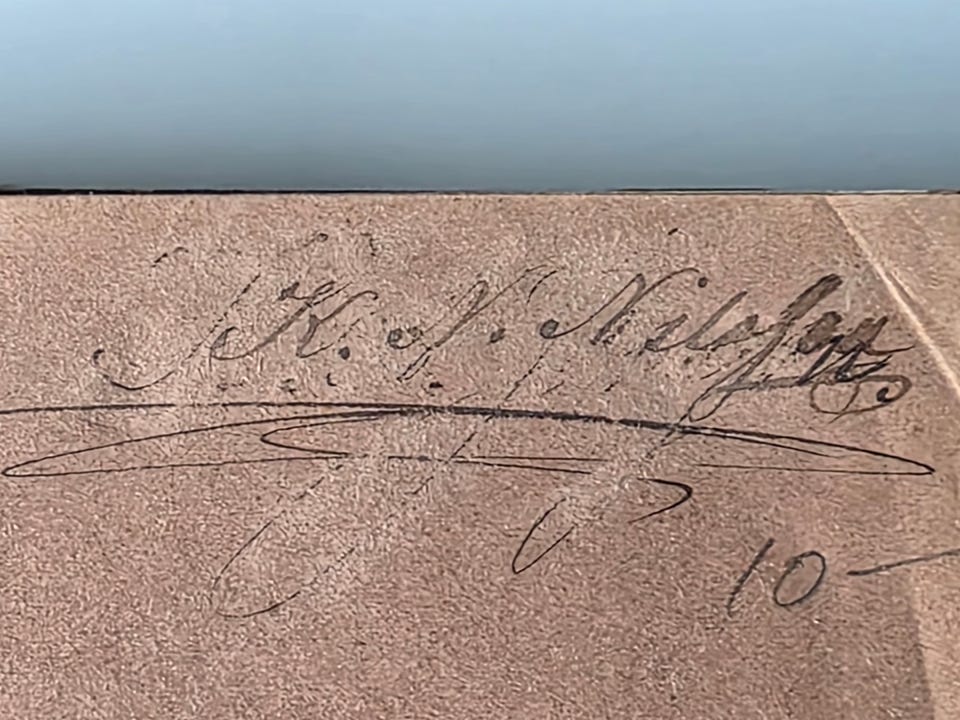 K. N. Nilsson
10 —